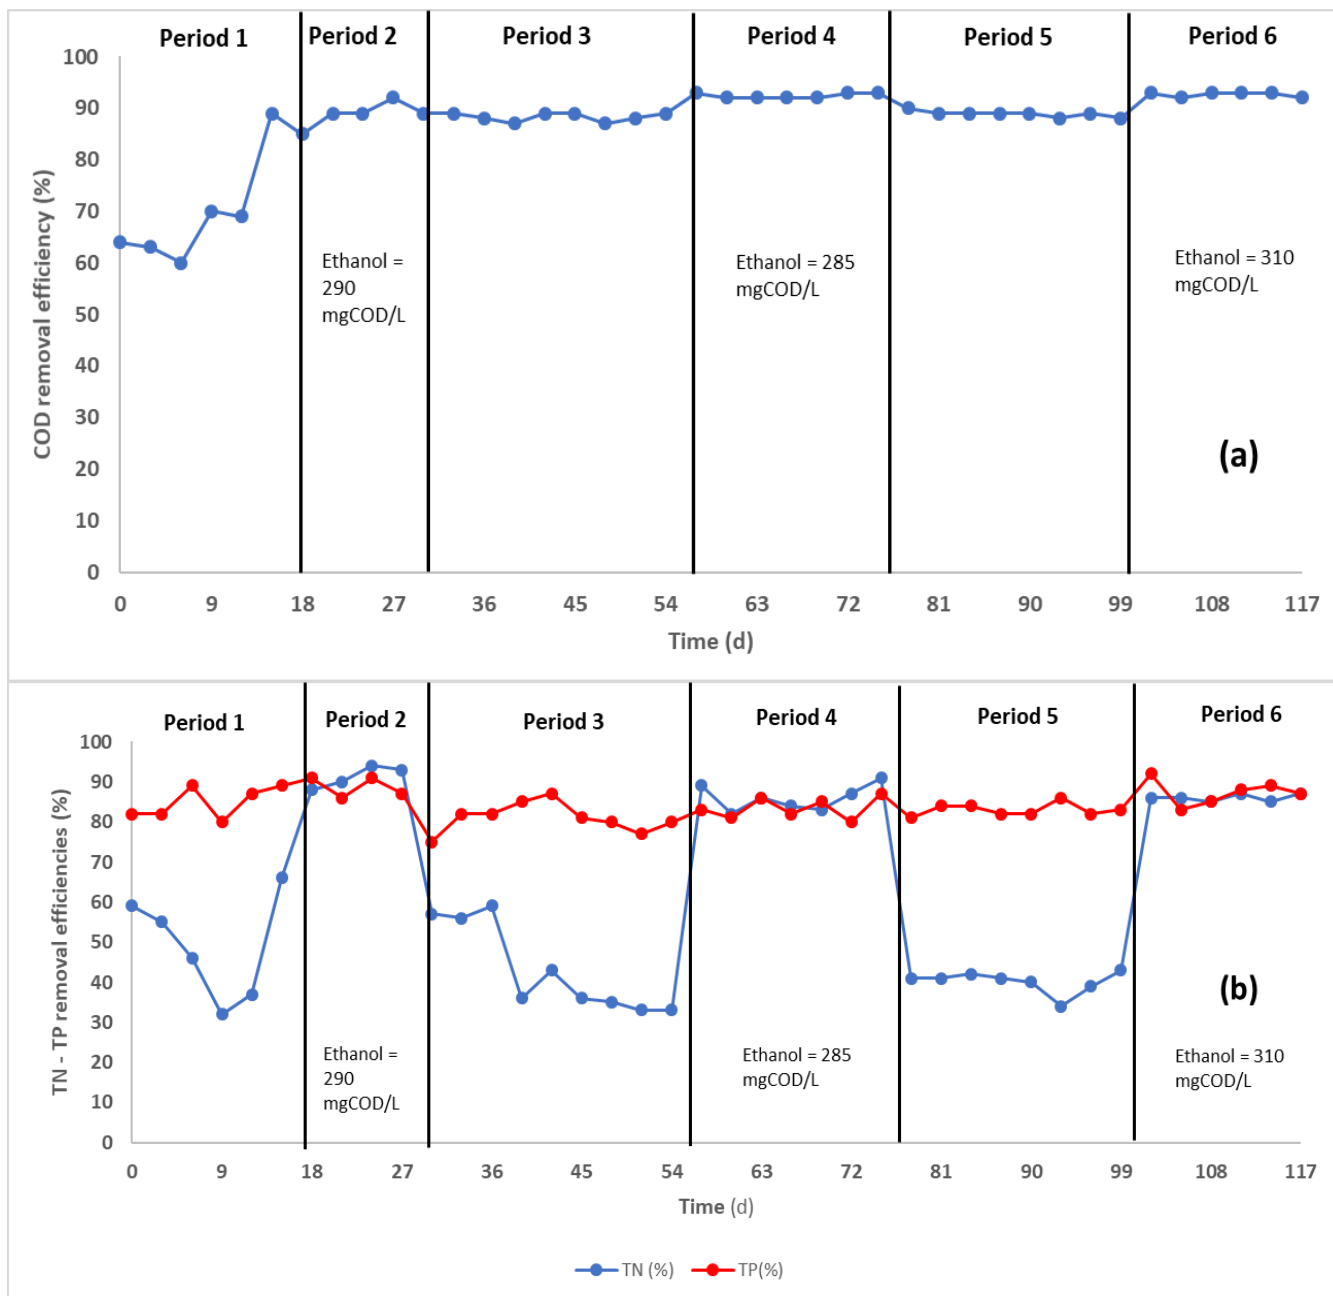 Period 1 Period 2 Period 3 Period 4 Period 5 Period 6
100
90
80
70
60
50
40
30
20
10
0
COD removal efficiency (%)
Ethanol =
290
mgCOD/L
Ethanol = 285
mgCOD/L
Ethanol = 310
mgCOD/L
(a)
0 9 18 27 36 45 54 63 72 81 90 99 108 117
Time (d)
Period 1 Period 2 Period 3 Period 4 Period 5 Period 6
100
90
80
70
60
50
40
30
20
10
0
TN - TP removal efficiencies (%)
(b)
Ethanol =
290
mgCOD/L
Ethanol = 285
mgCOD/L
Ethanol = 310
mgCOD/L
0 9 18 27 36 45 54 63 72 81 90 99 108 117
Time (d)
TN (%) TP(%)